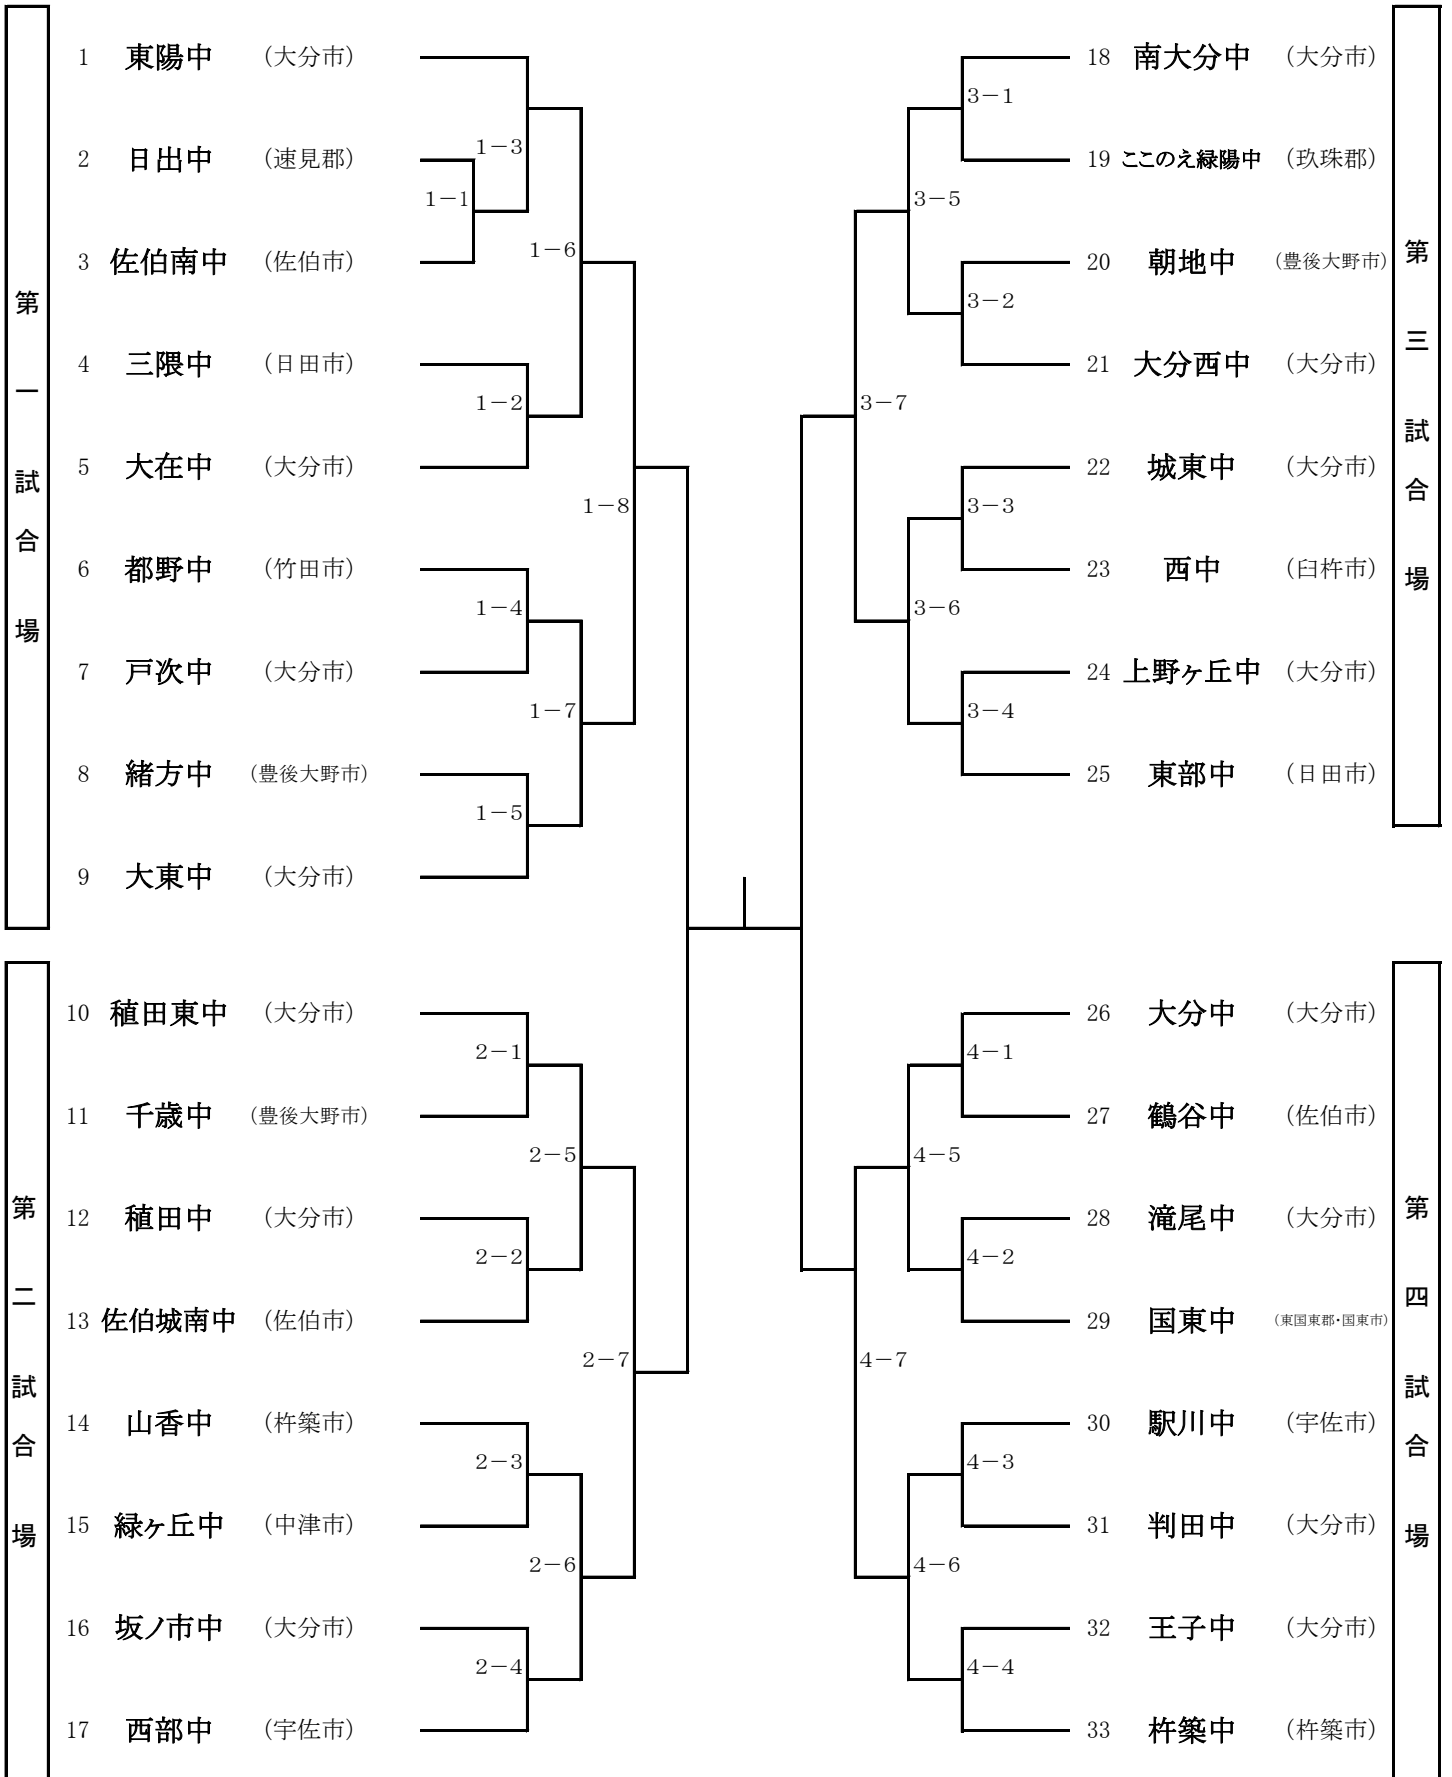 第一試合場
1 東陽中 （大分市）
2 日出中 （速見郡）
3 佐伯南中 （佐伯市）
4 三隈中 （日田市）
5 大在中 （大分市）
6 都野中 （竹田市）
7 戸次中 （大分市）
8 緒方中 （豊後大野市）
9 大東中 （大分市）
1－3
1－1
1－6
1－2
1－8
1－4
1－7
1－5
第二試合場
10 稙田東中 （大分市）
11 千歳中 （豊後大野市）
12 稙田中 （大分市）
13 佐伯城南中 （佐伯市）
14 山香中 （杵築市）
15 緑ヶ丘中 （中津市）
16 坂ノ市中 （大分市）
17 西部中 （宇佐市）
2－1
2－5
2－2
2－7
2－3
2－6
2－4
第三試合場
18 南大分中 （大分市）
19 ここのえ緑陽中 （玖珠郡）
20 朝地中 （豊後大野市）
21 大分西中 （大分市）
22 城東中 （大分市）
23 西中 （臼杵市）
24 上野ヶ丘中 （大分市）
25 東部中 （日田市）
3－1
3－5
3－2
3－7
3－3
3－6
3－4
第四試合場
26 大分中 （大分市）
27 鶴谷中 （佐伯市）
28 滝尾中 （大分市）
29 国東中 （東国東郡・国東市）
30 駅川中 （宇佐市）
31 判田中 （大分市）
32 王子中 （大分市）
33 杵築中 （杵築市）
4－1
4－5
4－2
4－7
4－3
4－6
4－4